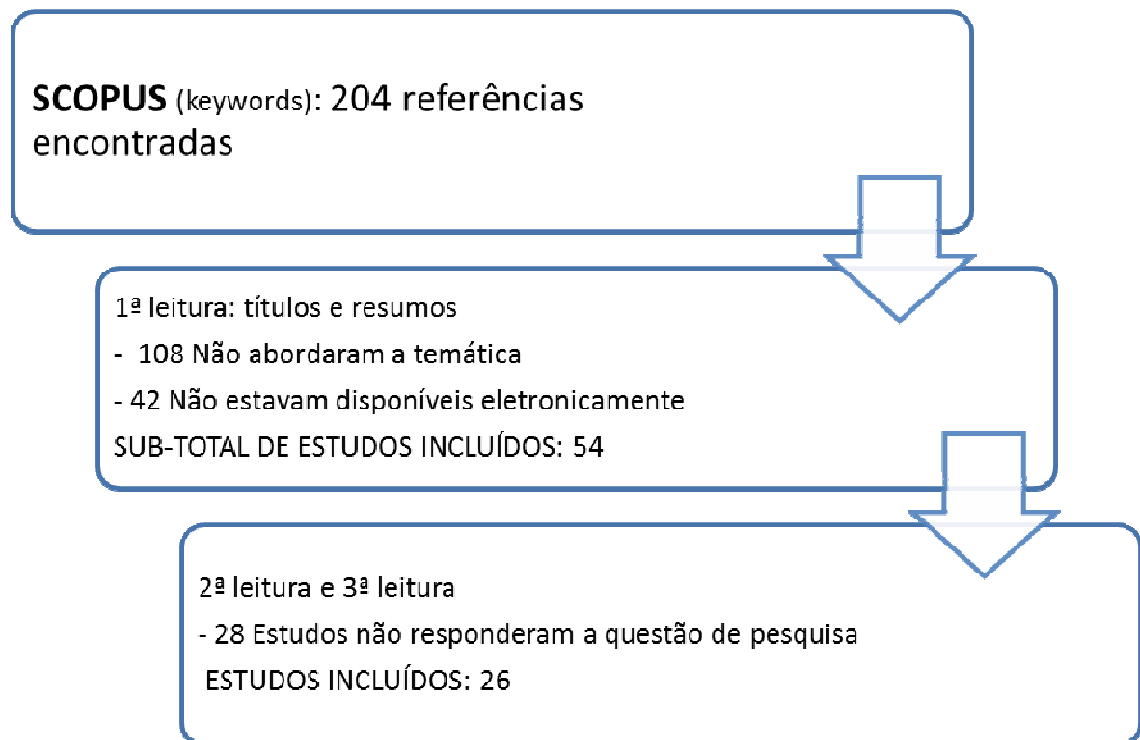 SCOPUS (keywords): 204 referências
encontradas
1ª leitura: títulos e resumos
- 108 Não abordaram a temática
- 42 Não estavam disponíveis eletronicamente
SUB-TOTAL DE ESTUDOS INCLUÍDOS: 54
2ª leitura e 3ª leitura
- 28 Estudos não responderam a questão de pesquisa
ESTUDOS INCLUÍDOS: 26